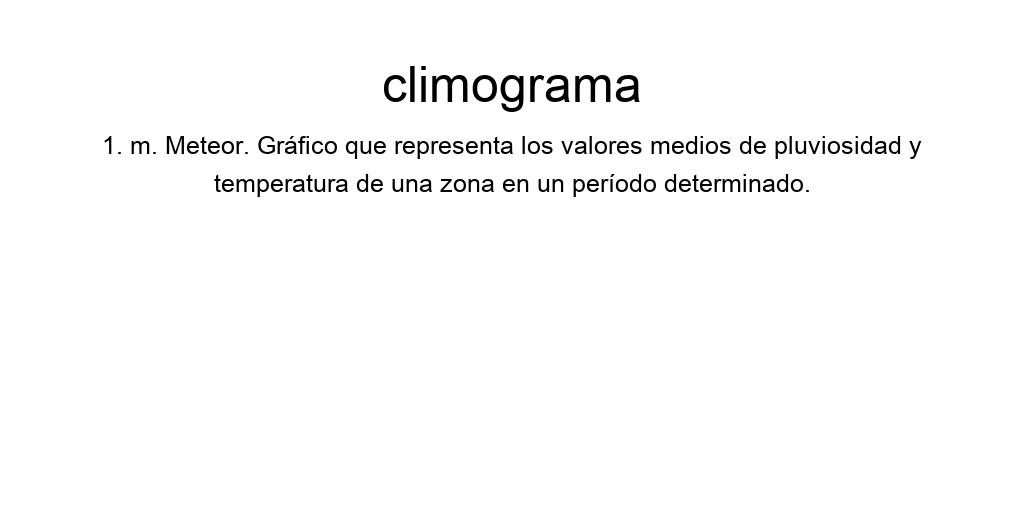 climograma
1. m. Meteor. Gráfico que representa los valores medios de pluviosidad y
temperatura de una zona en un período determinado.